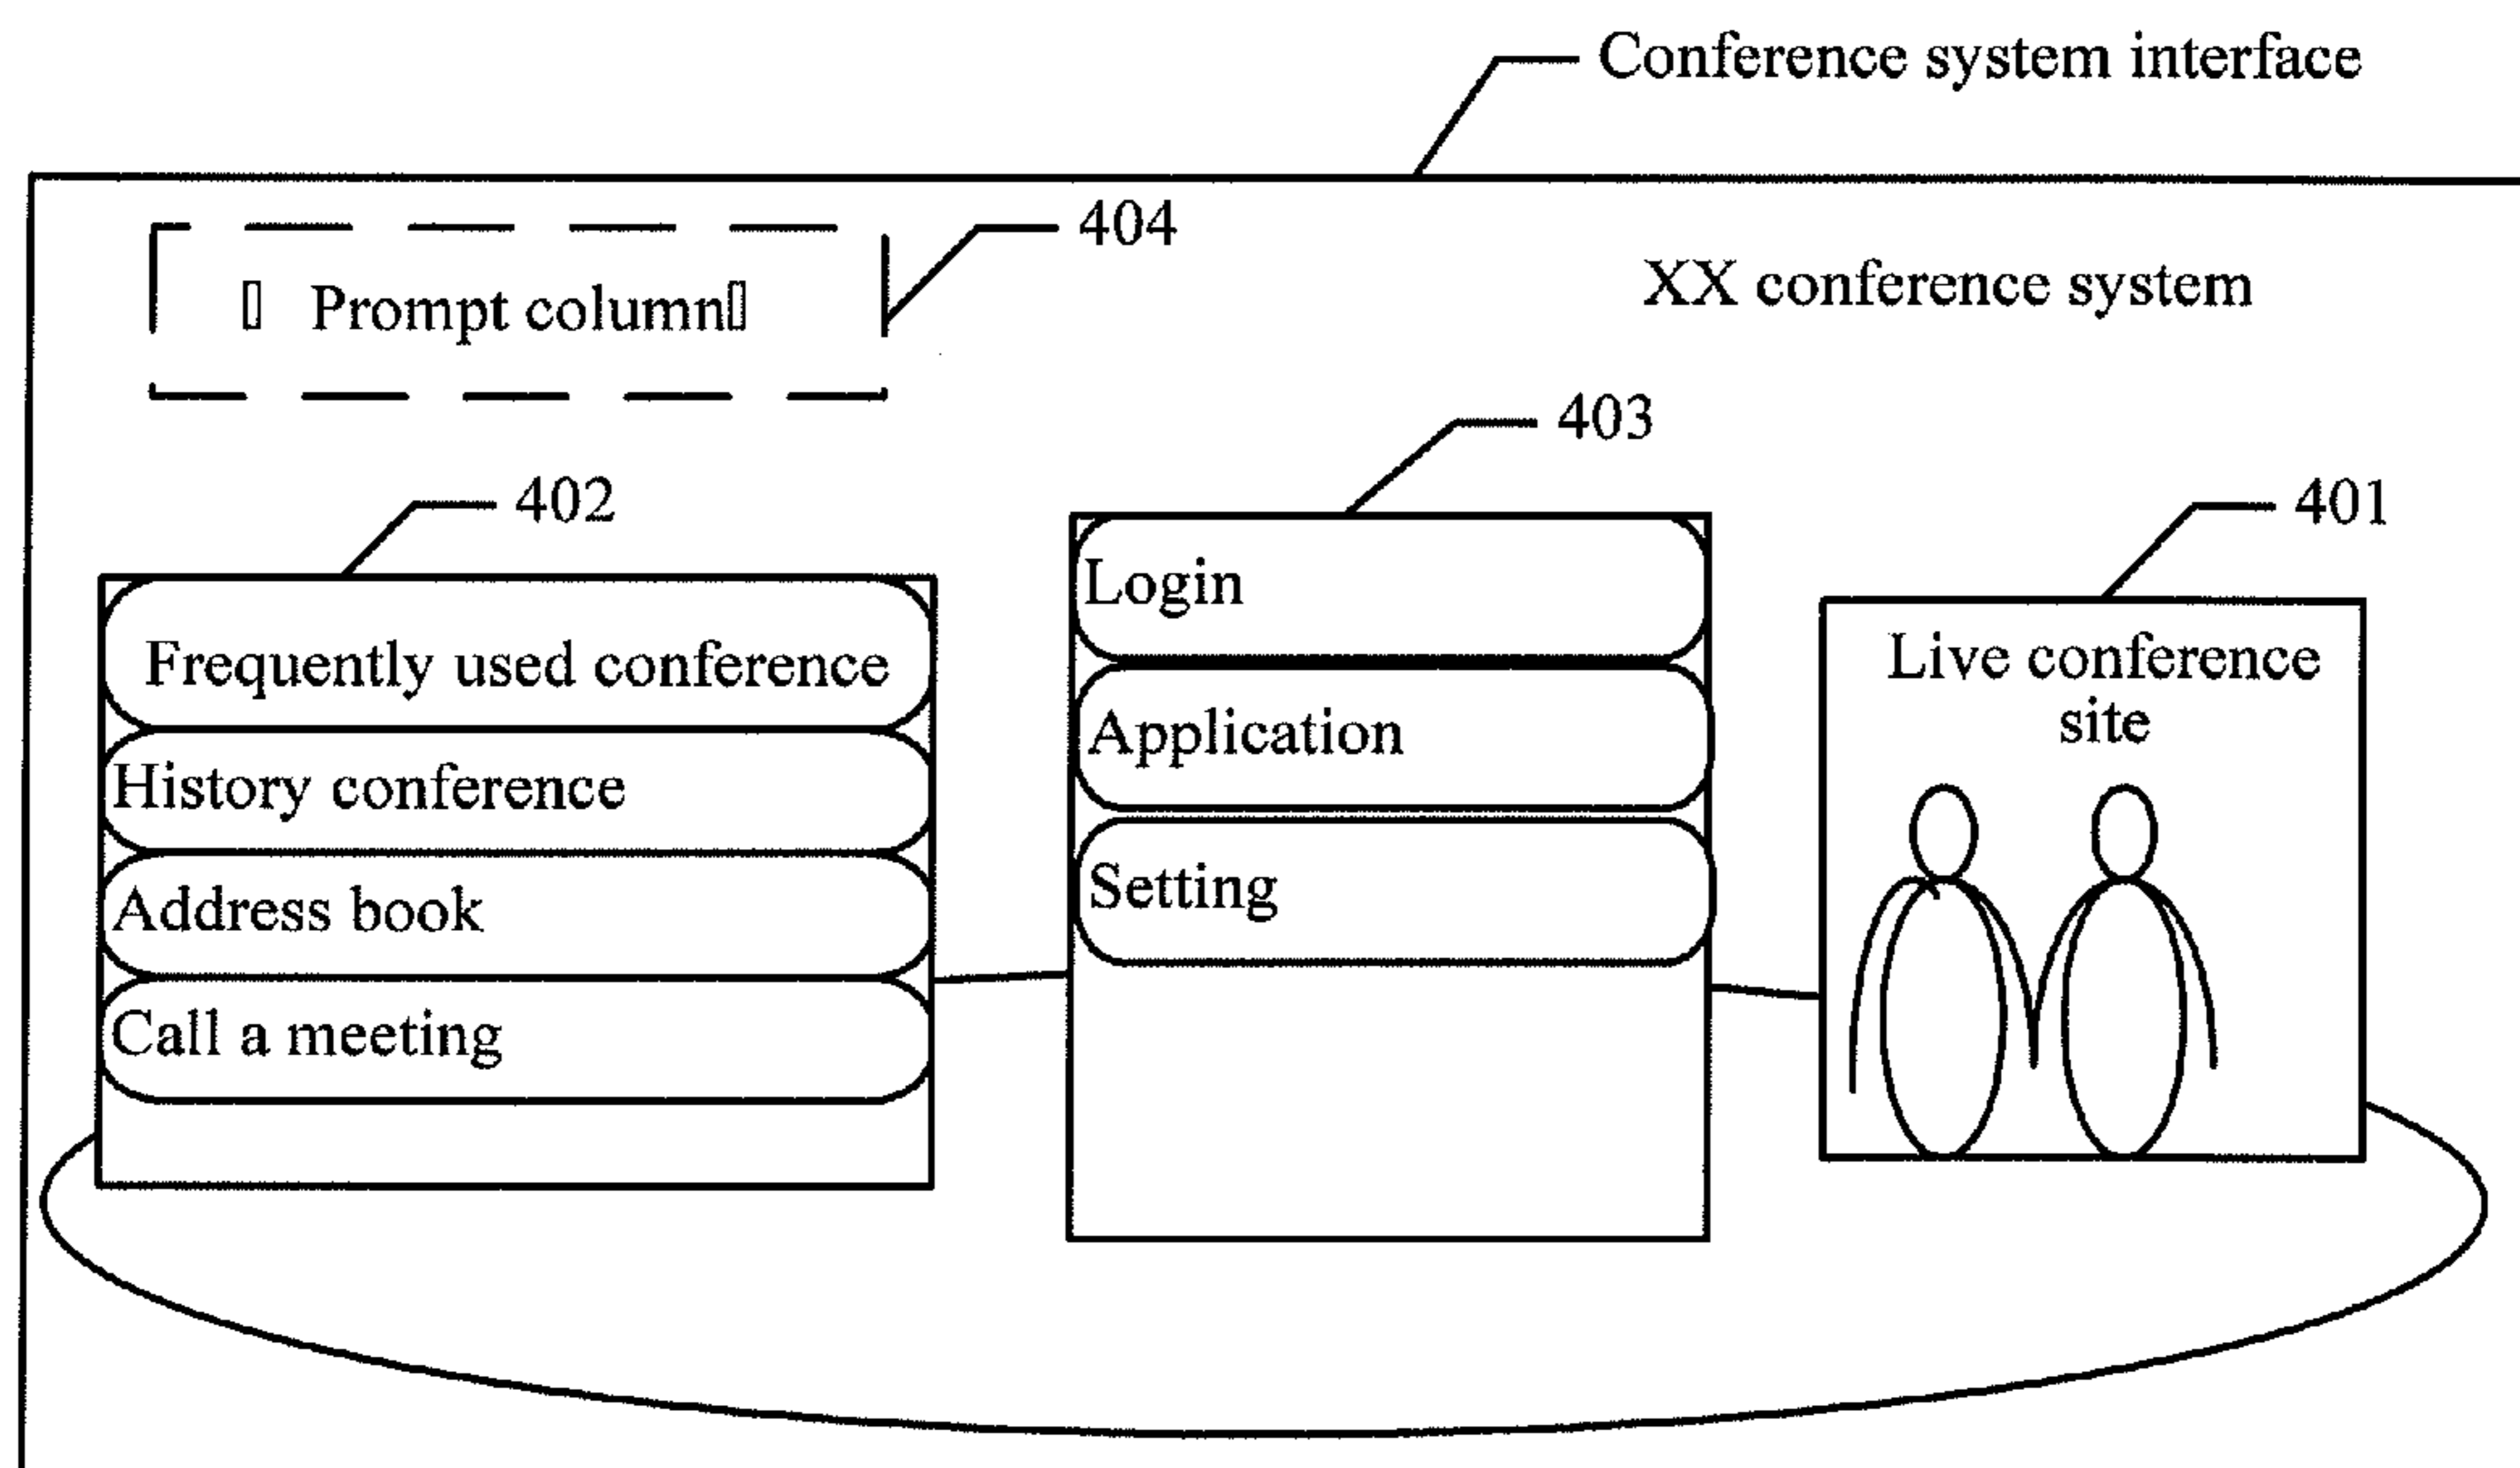 Conference system interface
404
Prompt column
XX conference system
403
402
401
Frequently used conference
History conference
Address book
Call a meeting
Login
Application
Setting
Live conference
site